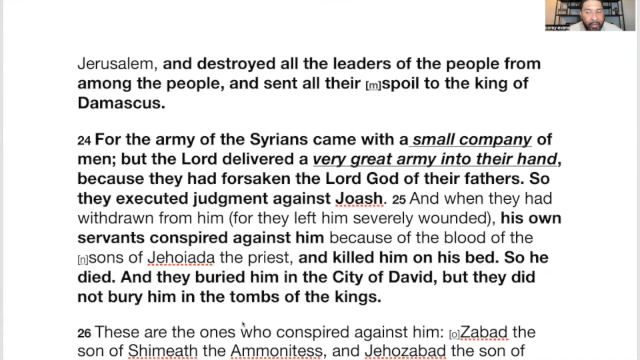 Jerusalem, and destroyed all the leaders of the people from
among the people, and sent all their [m]spoil to the king of
Damascus.
24 For the army of the Syrians came with a small company of
men; but the Lord delivered a very great army into their hand,
because they had forsaken the Lord God of their fathers. So
they executed judgment against Joash. 25 And when they had
withdrawn from him (for they left him severely wounded), his own
servants conspired against him because of the blood of the
[n]sons of Jehoiada the priest, and killed him on his bed. So he
died. And they buried him in the City of David, but they did
not bury him in the tombs of the kings.
26 These are the ones who conspired against him: [o]Zabad the
son of Shimeath the Ammonitess, and Jehozabad the son of